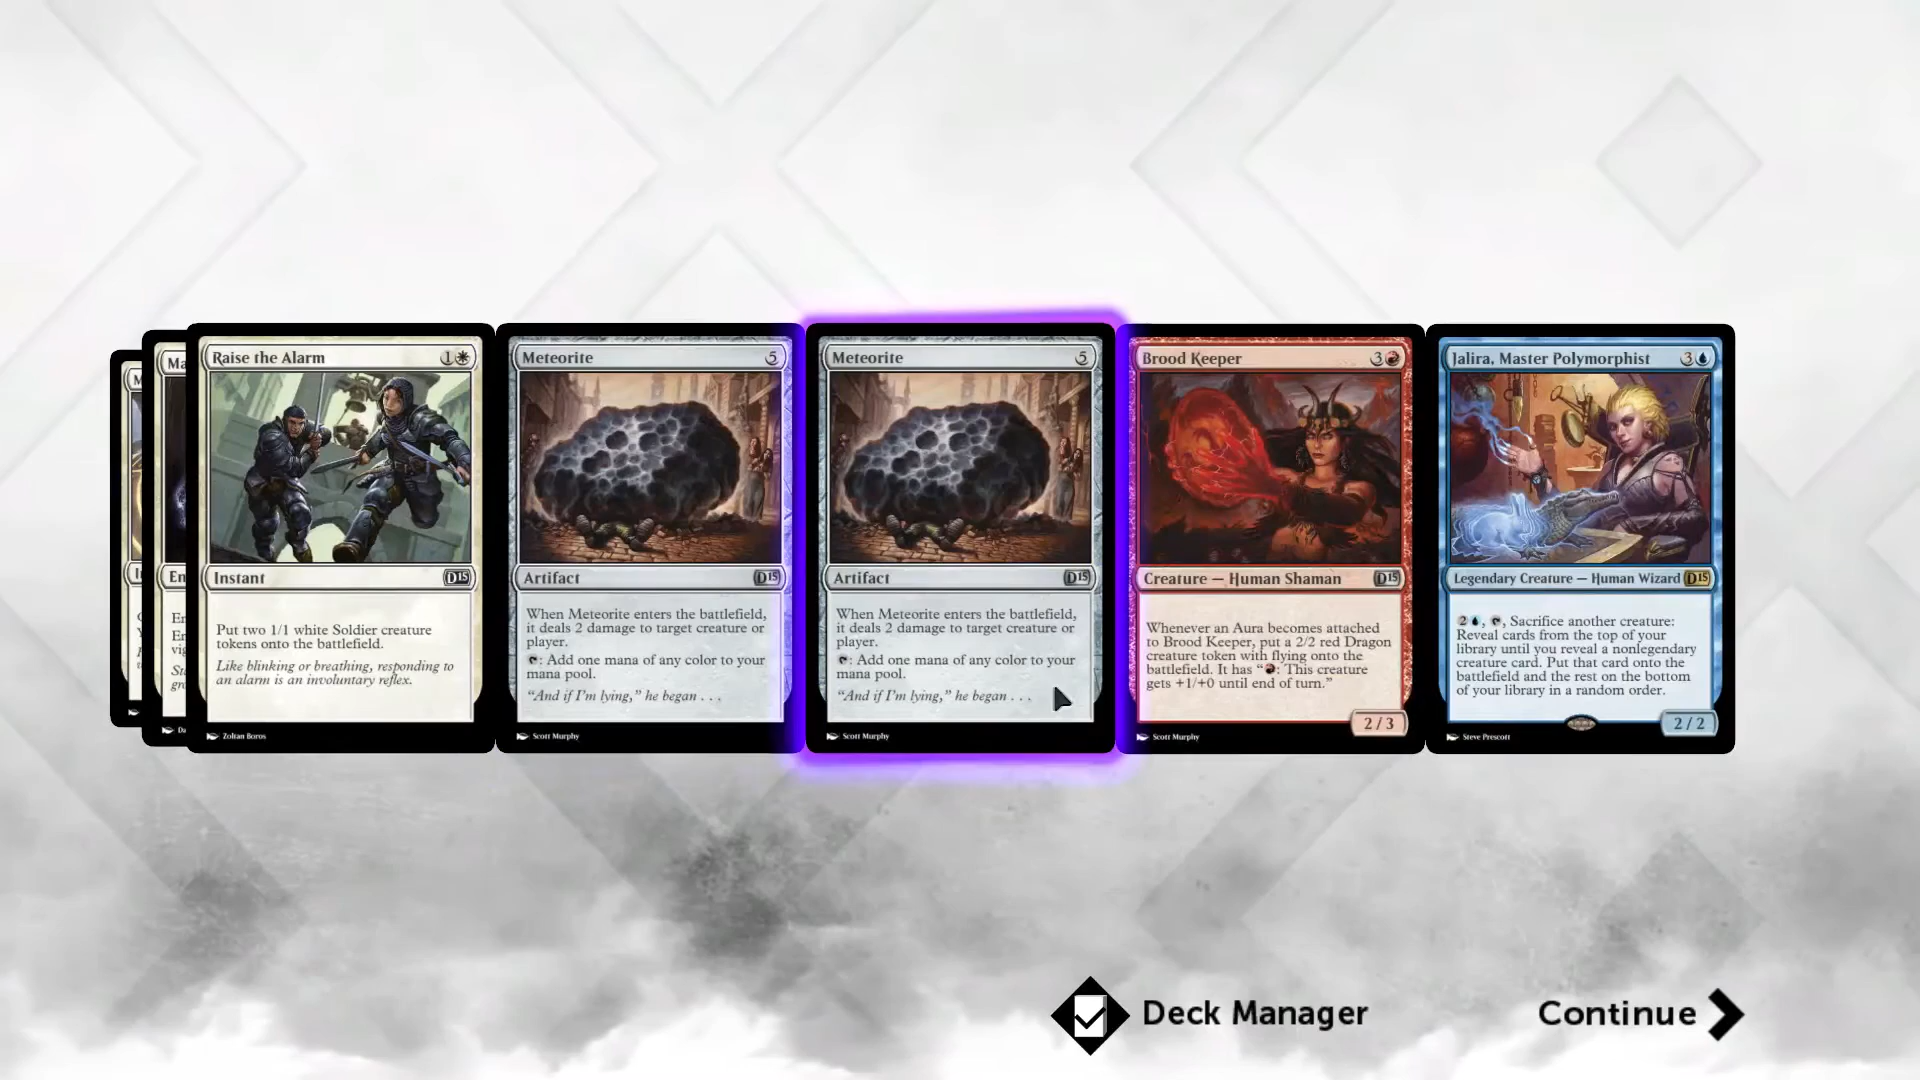 Raise the Alarm 1
Instant D15
Put two 1/1 white Soldier creature
tokens onto the battlefield.
Like blinking or breathing, responding to
an alarm is an involuntary reflex.
Zoltan Boros
Meteorite 5
Artifact D15
When Meteorite enters the battlefield,
it deals 2 damage to target creature or
player.
: Add one mana of any color to your
mana pool.
“And if I’m lying,” he began . . .
Scott Murphy
Meteorite 5
Artifact D15
When Meteorite enters the battlefield,
it deals 2 damage to target creature or
player.
: Add one mana of any color to your
mana pool.
“And if I’m lying,” he began . . .
Scott Murphy
Brood Keeper 3
Creature — Human Shaman D15
Whenever an Aura becomes attached
to Brood Keeper, put a 2/2 red Dragon
creature token with flying onto the
battlefield. It has “: This creature
gets +1/+0 until end of turn.”
2/3
Scott Murphy
Jalira, Master Polymorphist 3
Legendary Creature — Human Wizard D15
2, , Sacrifice another creature:
Reveal cards from the top of your
library until you reveal a nonlegendary
creature card. Put that card onto the
battlefield and the rest on the bottom
of your library in a random order.
2/2
Steve Prescott
Deck Manager
Continue